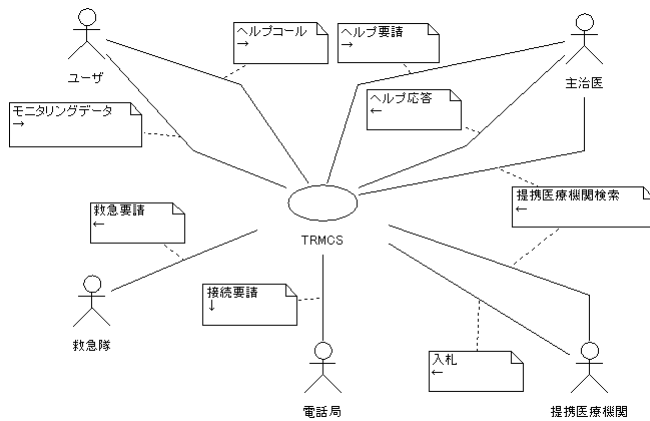 ヘルプコール
→
ヘルプ要請
→
ユーザ
主治医
モニタリングデータ
→
ヘルプ応答
←
救急要請
←
提携医療機関検索
←
TRMCS
接続要請
↓
救急隊
入札
←
電話局
提携医療機関